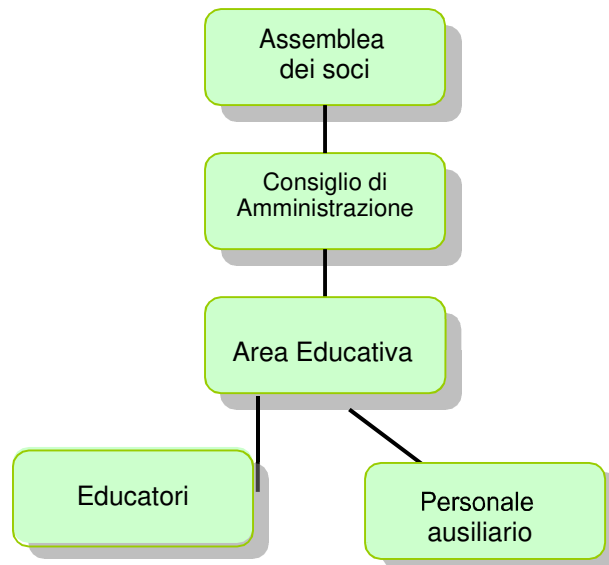 Assemblea
dei soci
Consiglio di
Amministrazione
Area Educativa
Educatori
Personale
ausiliario